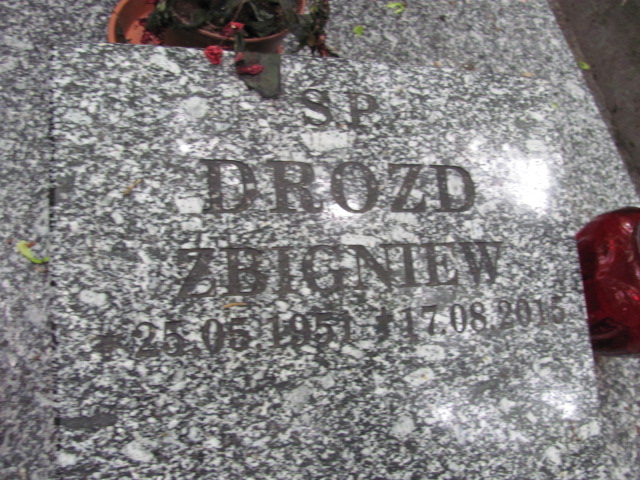 Ś.P.
DROZD
ZBIGNIEW
* 25.05.1951 † 17.08.2015